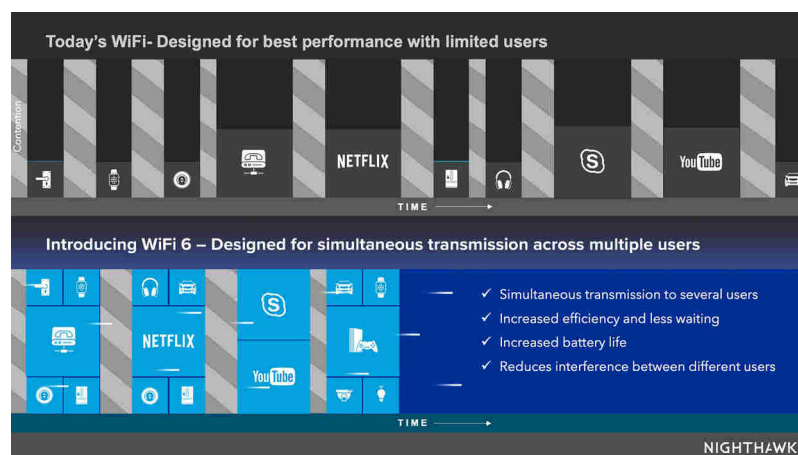 Today's WiFi- Designed for best performance with limited users
Contention
NETFLIX
S
YouTube
TIME
Introducing WiFi 6 – Designed for simultaneous transmission across multiple users
S
NETFLIX
YouTube
✓ Simultaneous transmission to several users
✓ Increased efficiency and less waiting
✓ Increased battery life
✓ Reduces interference between different users
TIME
NIGHTHAWK